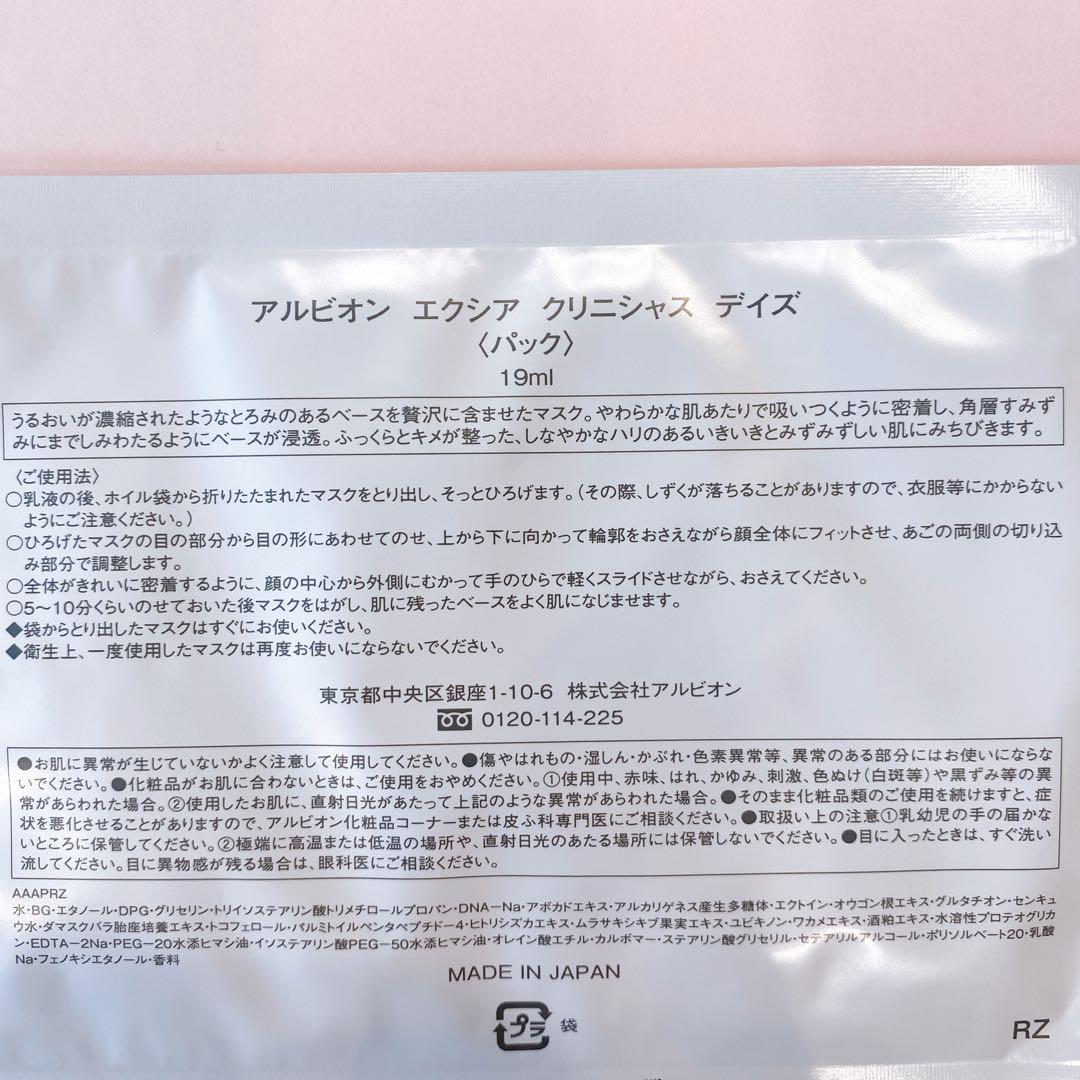 アルビオン エクシア クリニシャス デイズ
〈パック〉
19ml
うるおいが濃縮されたようなとろみのあるベースを贅沢に含ませたマスク。やわらかな肌あたりで吸いつくように密着し、角層すみず
みにまでしみわたるようにベースが浸透。ふっくらとキメが整った、しなやかなハリのあるいきいきとみずみずしい肌にみちびきます。
〈ご使用法〉
○乳液の後、ホイル袋から折りたたまれたマスクをとり出し、そっとひろげます。(その際、しずくが落ちることがありますので、衣服等にかからない
ようにご注意ください。)
○ひろげたマスクの目の部分から目の形にあわせてのせ、上から下に向かって輪郭をおさえながら顔全体にフィットさせ、あごの両側の切り込
み部分で調整します。
○全体がきれいに密着するように、顔の中心から外側にむかって手のひらで軽くスライドさせながら、おさえてください。
○5～10分くらいのせておいた後マスクをはがし、肌に残ったベースをよく肌になじませます。
◆袋からとり出したマスクはすぐにお使いください。
◆衛生上、一度使用したマスクは再度お使いにならないでください。
東京都中央区銀座1-10-6 株式会社アルビオン
0120-114-225
●お肌に異常が生じていないかよく注意して使用してください。●傷やはれもの・湿しん・かぶれ・色素異常等、異常のある部分にはお使いにならな
いでください。●化粧品がお肌に合わないときは、ご使用をおやめください。①使用中、赤味、はれ、かゆみ、刺激、色ぬけ(白斑等)や黒ずみ等の異
常があらわれた場合。②使用したお肌に、直射日光があたって上記のような異常があらわれた場合。●そのまま化粧品類のご使用を続けますと、症
状を悪化させることがありますので、アルビオン化粧品コーナーまたは皮ふ科専門医にご相談ください。●取扱い上の注意①乳幼児の手の届かな
いところに保管してください。②極端に高温または低温の場所や、直射日光のあたる場所には保管しないでください。●目に入ったときは、すぐ洗い
流してください。目に異物感が残る場合は、眼科医にご相談ください。
AAAPRZ
水・BG・エタノール・DPG・グリセリン・トリイソステアリン酸トリメチロールプロパン・DNA-Na・アボカドエキス・アルカリゲネス産生多糖体・エクトイン・オウゴン根エキス・グルタチオン・センキュ
ウ水・ダマスクバラ胎座培養エキス・トコフェロール・パルミトイルペンタペプチド-4・ヒトリシズカエキス・ムラサキシキブ果実エキス・ユビキノン・ワカメエキス・酒粕エキス・水溶性プロテオグリカ
ン・EDTA-2Na・PEG-20水添ヒマシ油・イソステアリン酸PEG-50水添ヒマシ油・オレイン酸エチル・カルボマー・ステアリン酸グリセリル・セテアリルアルコール・ポリソルベート20・乳酸
Na・フェノキシエタノール・香料
MADE IN JAPAN
プラ 袋
RZ